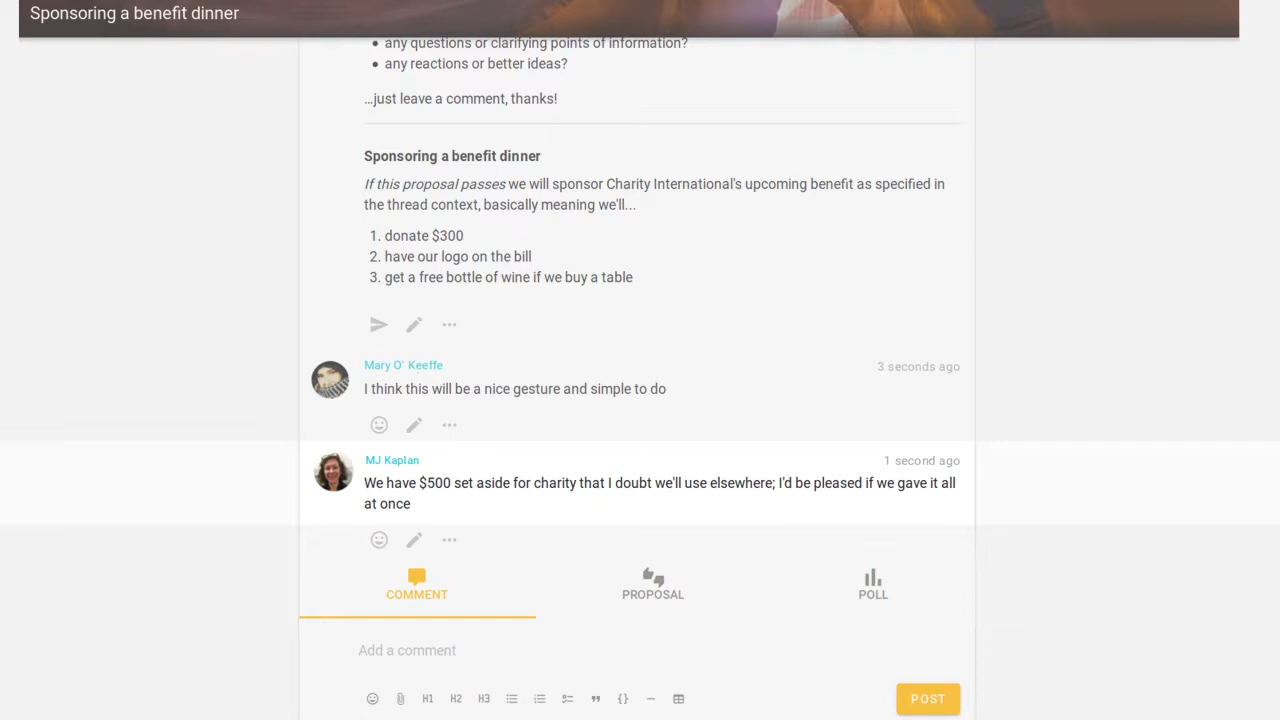 Sponsoring a benefit dinner
• any questions or clarifying points of information?
• any reactions or better ideas?
…just leave a comment, thanks!
Sponsoring a benefit dinner
If this proposal passes we will sponsor Charity International's upcoming benefit as specified in
the thread context, basically meaning we'll...
1. donate $300
2. have our logo on the bill
3. get a free bottle of wine if we buy a table
Mary O' Keeffe 3 seconds ago
I think this will be a nice gesture and simple to do
MJ Kaplan 1 second ago
We have $500 set aside for charity that I doubt we'll use elsewhere; I'd be pleased if we gave it all
at once
COMMENT PROPOSAL POLL
Add a comment
H1 H2 H3 {} POST